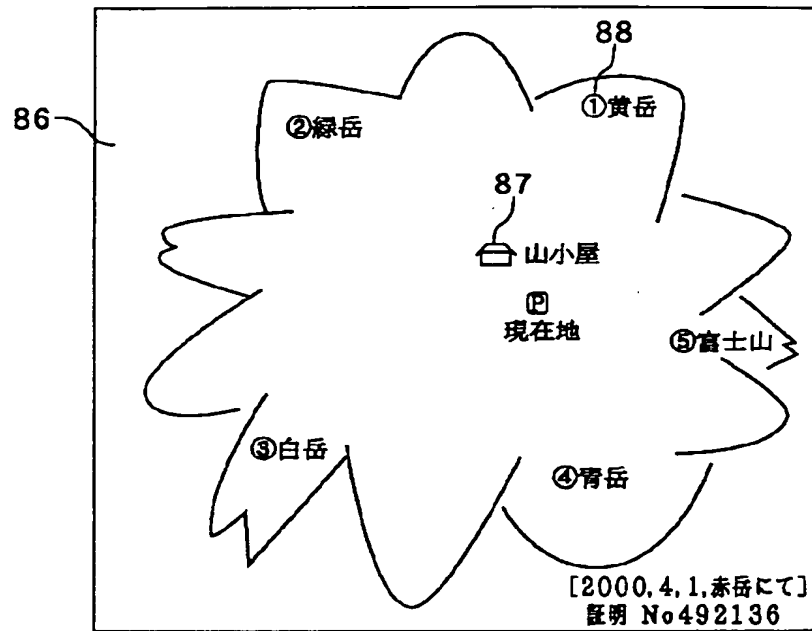 88
①黄岳
86
②緑岳
87
山小屋
P
現在地
⑤富士山
③白岳
④青岳
[2000,4,1,赤岳にて]
証明 No492136